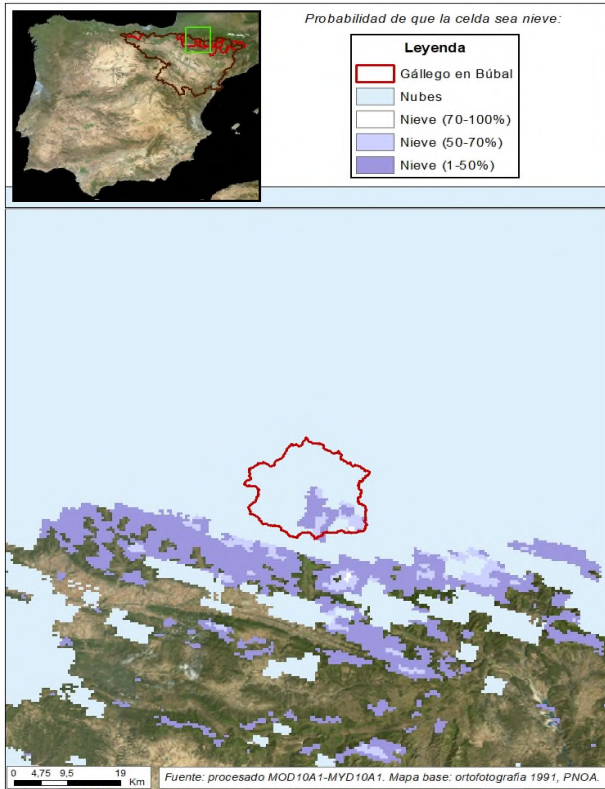 Probabilidad de que la celda sea nieve:
Leyenda
Gállego en Búbal
Nubes
Nieve (70-100%)
Nieve (50-70%)
Nieve (1-50%)
0 4,75 9,5 19
Km
Fuente: procesado MOD10A1-MYD10A1. Mapa base: ortofotografía 1991, PNOA.